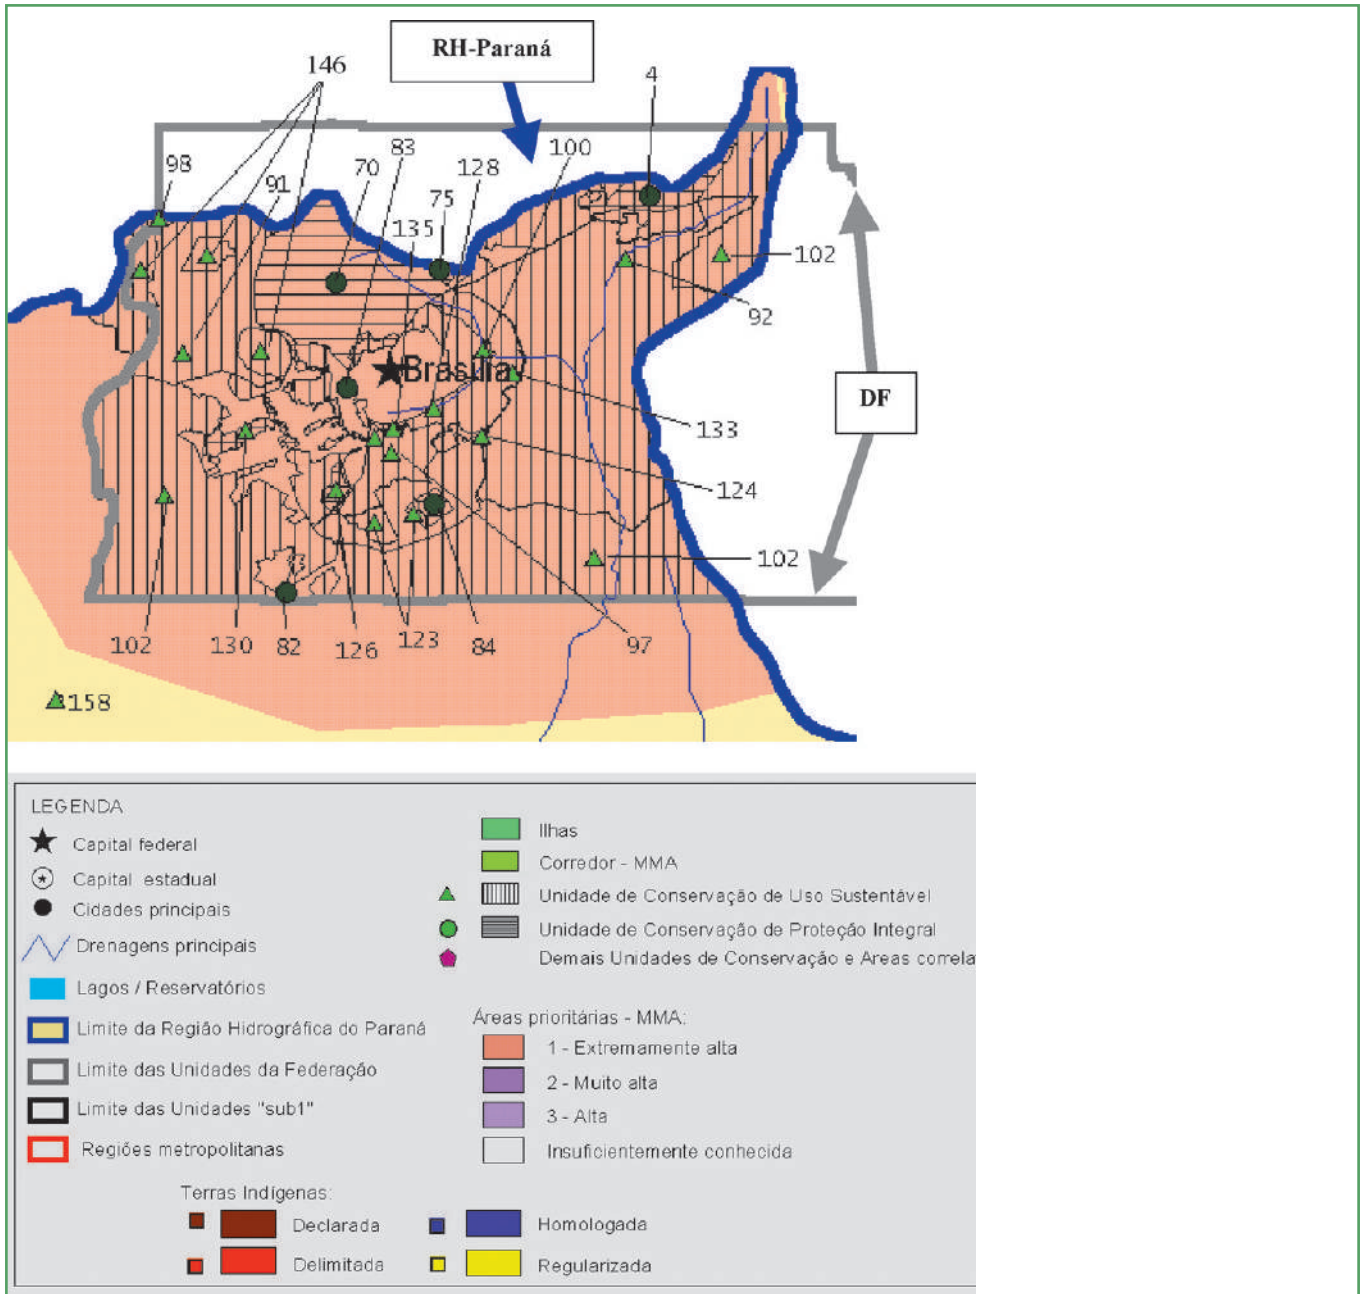 RH-Paraná
146
4
83
100
98
70
128
91
75
135
102
92
Brasília
DF
133
124
102
102
130
82
126
123
84
97
158
LEGENDA
Capital federal
Capital estadual
Cidades principais
Drenagens principais
Lagos / Reservatórios
Limite da Região Hidrográfica do Paraná
Limite das Unidades da Federação
Limite das Unidades "sub1"
Regiões metropolitanas
Ilhas
Corredor - MMA
Unidade de Conservação de Uso Sustentável
Unidade de Conservação de Proteção Integral
Demais Unidades de Conservação e Areas correla
Áreas prioritárias - MMA:
1 - Extremamente alta
2 - Muito alta
3 - Alta
Insuficientemente conhecida
Terras Indígenas:
Declarada
Homologada
Delimitada
Regularizada